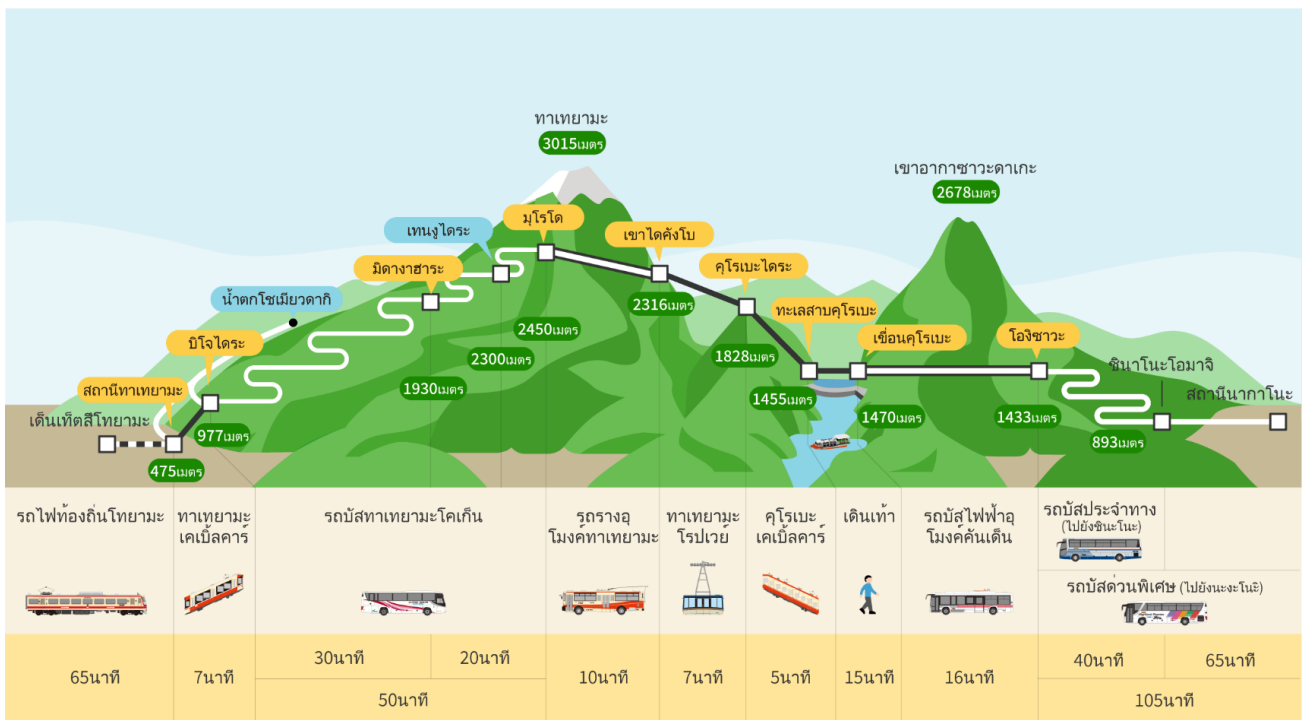 ทาเทยามะ
3015เมตร
เขาอากาซาวะดาเกะ
2678เมตร
มุโรโด
เทนงูไดระ
เขาไดคังโบ
มิดางาฮาระ
คุโรเบะไดระ
น้ำตกโชเมียวดากิ
2316เมตร
ทะเลสาบคุโรเบะ
2450เมตร
เขื่อนคุโรเบะ
โองิซาวะ
บิโจไดระ
2300เมตร
1828เมตร
ชินาโนะโอมาจิ
สถานีทาเทยามะ
1930เมตร
1455เมตร
สถานีนากาโนะ
เด็นเท็ตสึโทยามะ
1470เมตร
1433เมตร
977เมตร
893เมตร
475เมตร
รถไฟท้องถิ่นโทยามะ
ทาเทยามะ
เคเบิ้ลคาร์
รถบัสทาเทยามะโคเก็น
รถรางอุ
โมงค์ทาเทยามะ
ทาเทยามะ
โรปเวย์
คุโรเบะ
เคเบิ้ลคาร์
เดินเท้า
รถบัสไฟฟ้าอุ
โมงค์คันเด็น
รถบัสประจำทาง
(ไปยังชินะโนะ)
รถบัสด่วนพิเศษ (ไปยังนะงะโนะ)
65นาที
7นาที
30นาที
20นาที
50นาที
10นาที
7นาที
5นาที
15นาที
16นาที
40นาที
65นาที
105นาที